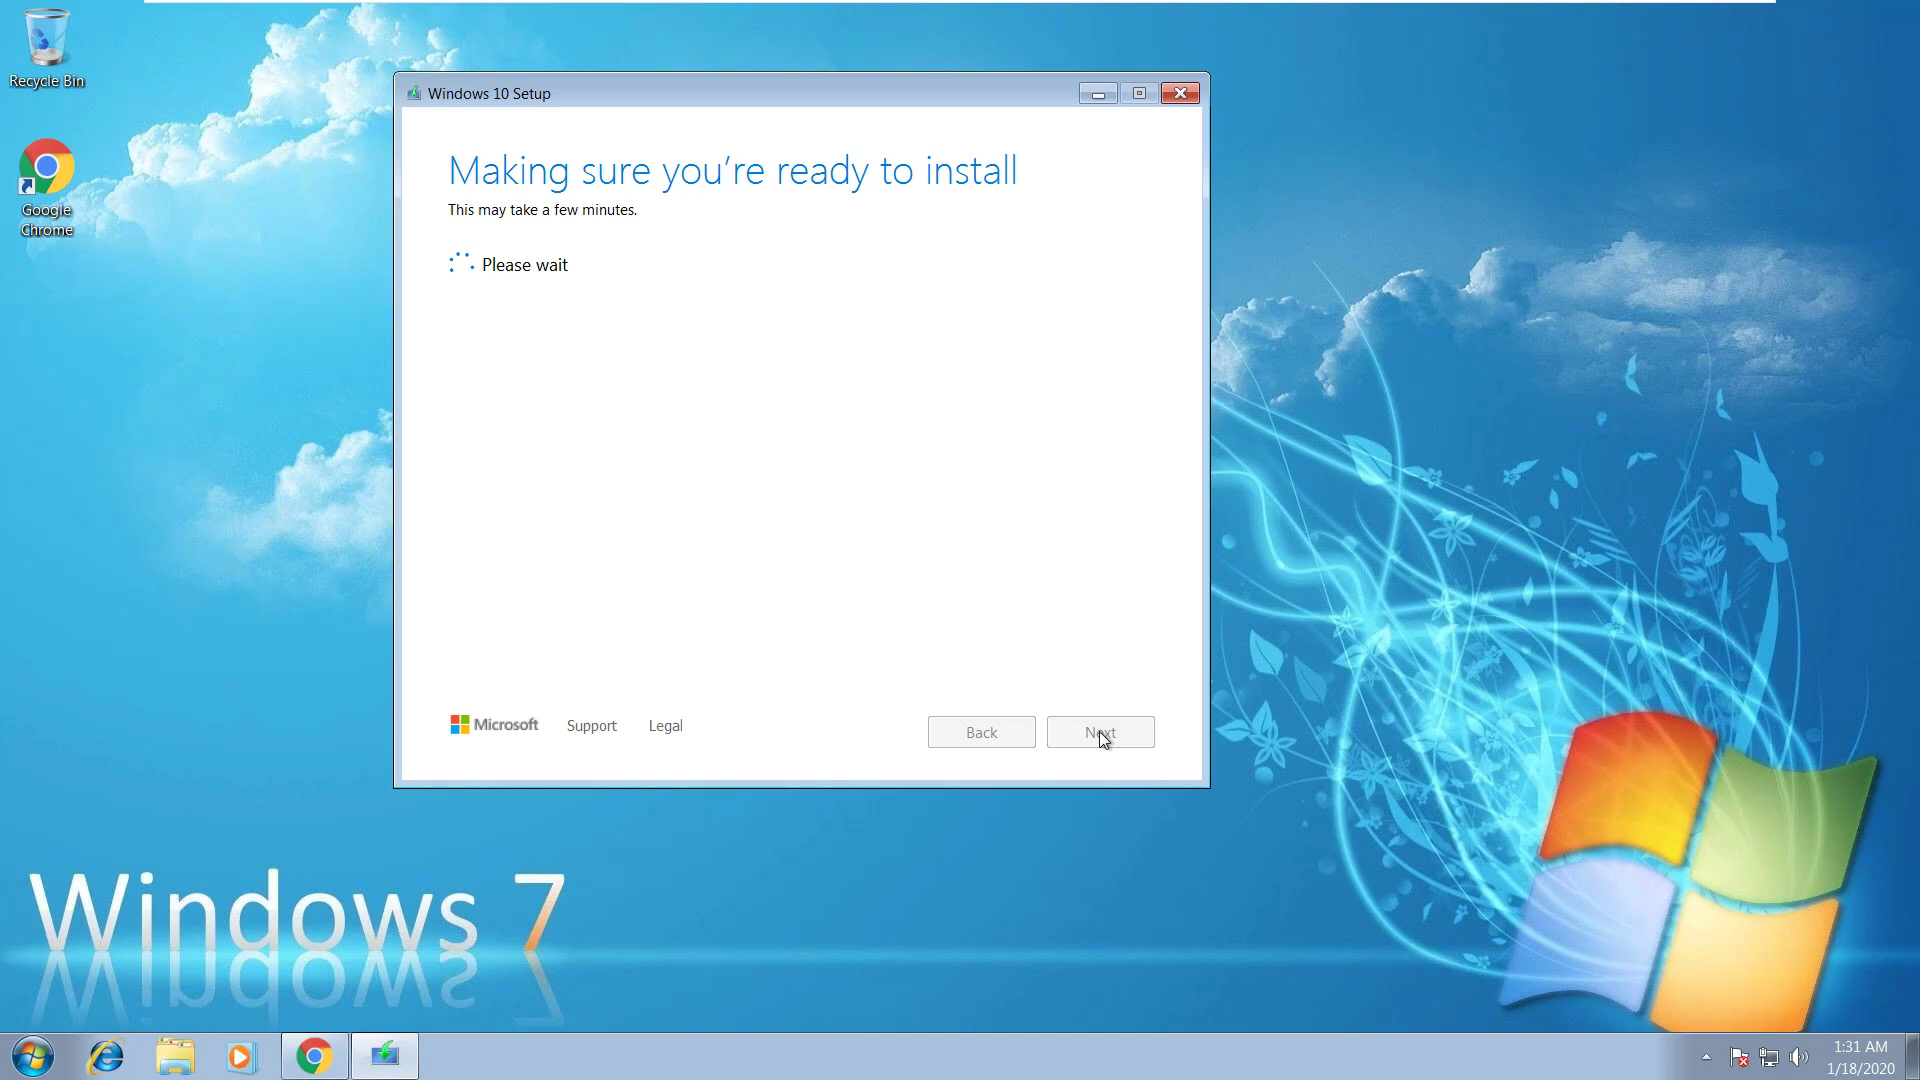 Recycle Bin
Google
Chrome
Windows 10 Setup
Making sure you’re ready to install
This may take a few minutes.
Please wait
Microsoft
Support
Legal
Back
Next
Windows 7
1:31 AM
1/18/2020